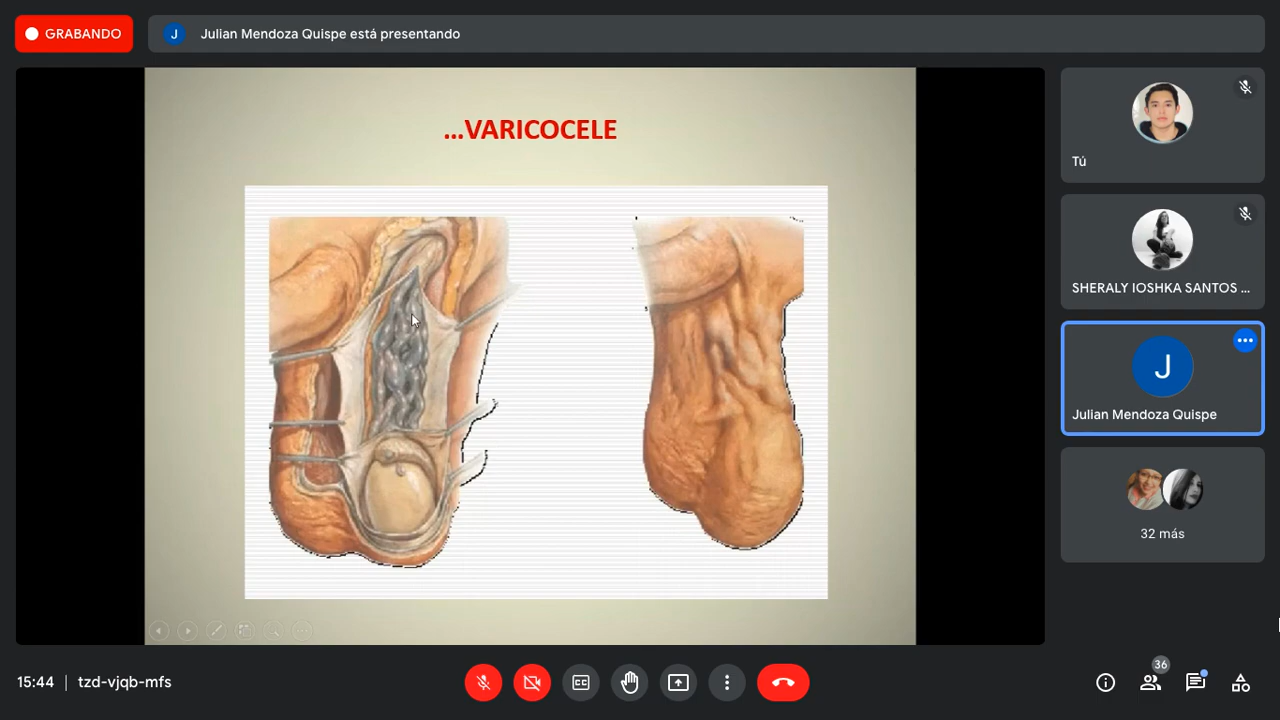 GRABANDO
J
Julian Mendoza Quispe está presentando
...VARICOCELE
Tú
SHERALY IOSHKA SANTOS ...
J
Julian Mendoza Quispe
32 más
15:44 | tzd-vjqb-mfs
CC
36